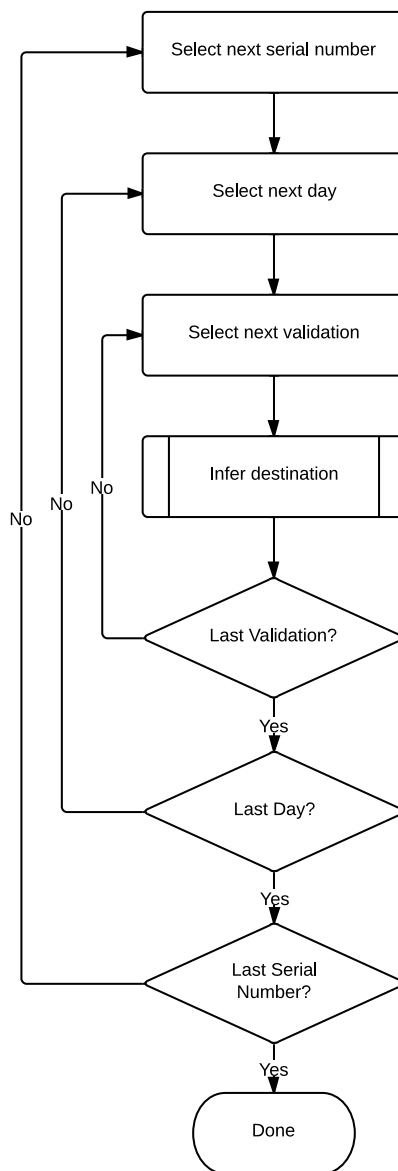 Select next serial number
Select next day
Select next validation
Infer destination
No
No
No
Last Validation?
Yes
Last Day?
Yes
Last Serial
Number?
Yes
Done